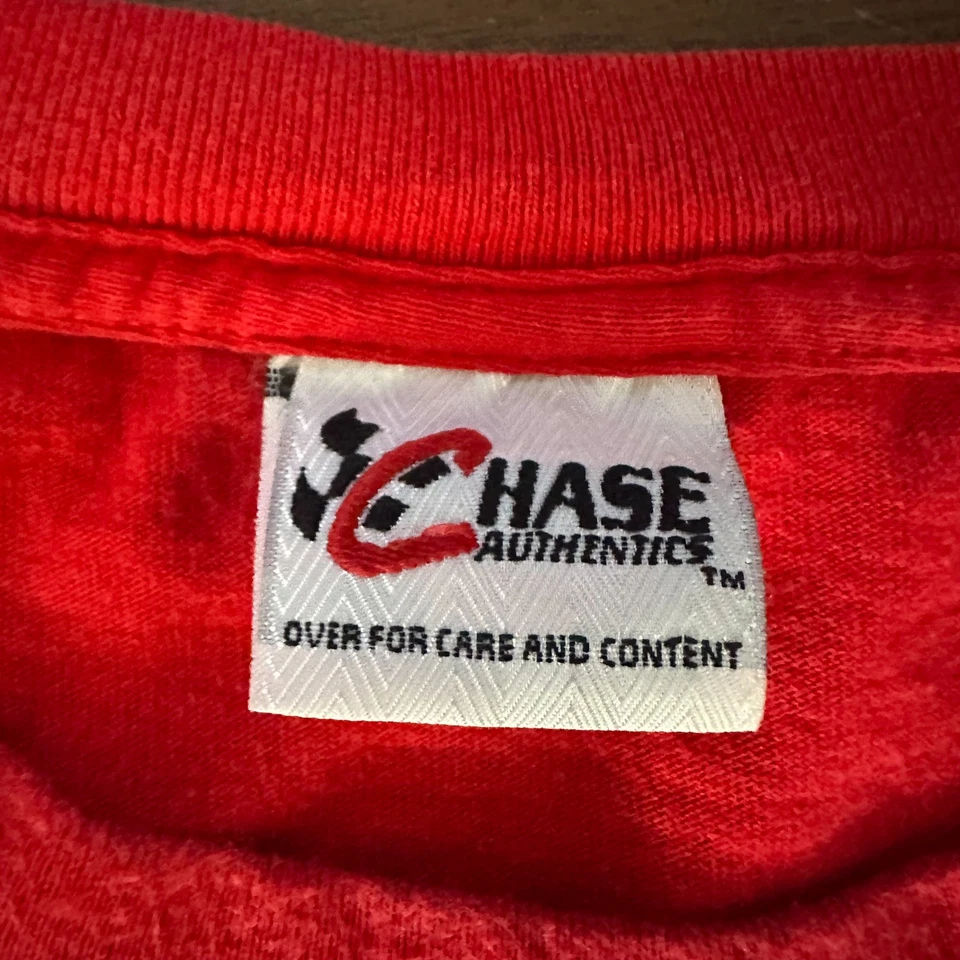 CHASE
AUTHENTICS
TM
OVER FOR CARE AND CONTENT